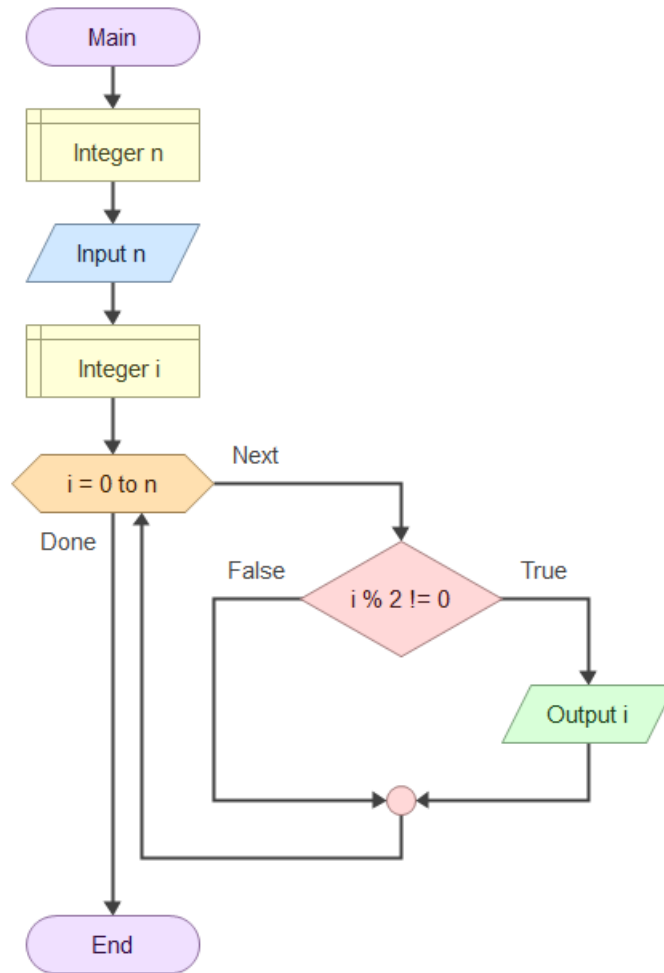 Main
Integer n
Input n
Integer i
i = 0 to n
Next
Done
False
True
i % 2 != 0
Output i
End